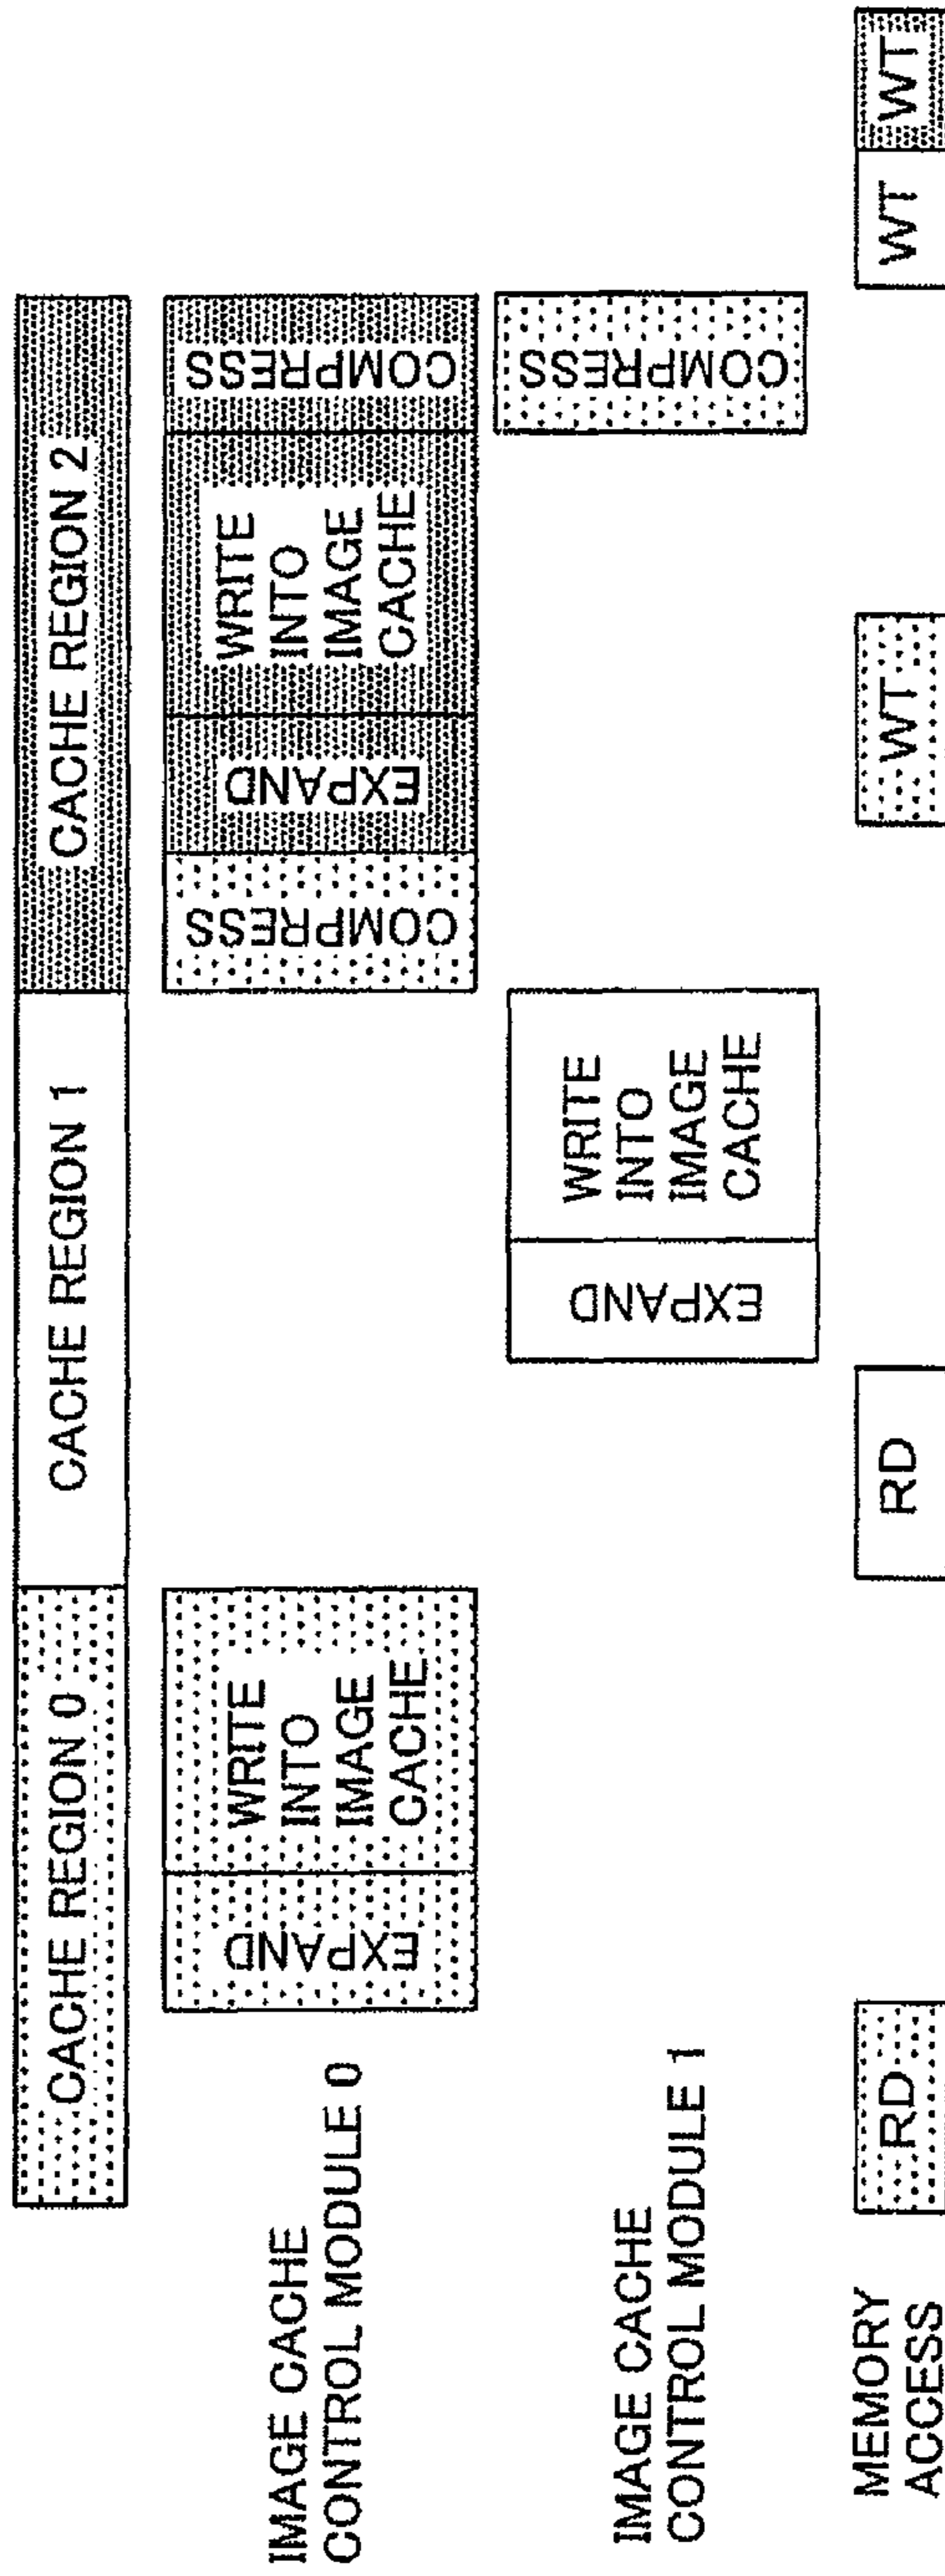 CACHE REGION 0
CACHE REGION 1
CACHE REGION 2
IMAGE CACHE
CONTROL MODULE 0
EXPAND
WRITE
INTO
IMAGE
CACHE
COMPRESS
EXPAND
WRITE
INTO
IMAGE
CACHE
COMPRESS
IMAGE CACHE
CONTROL MODULE 1
EXPAND
WRITE
INTO
IMAGE
CACHE
COMPRESS
MEMORY
ACCESS
RD
RD
WT
WT
WT